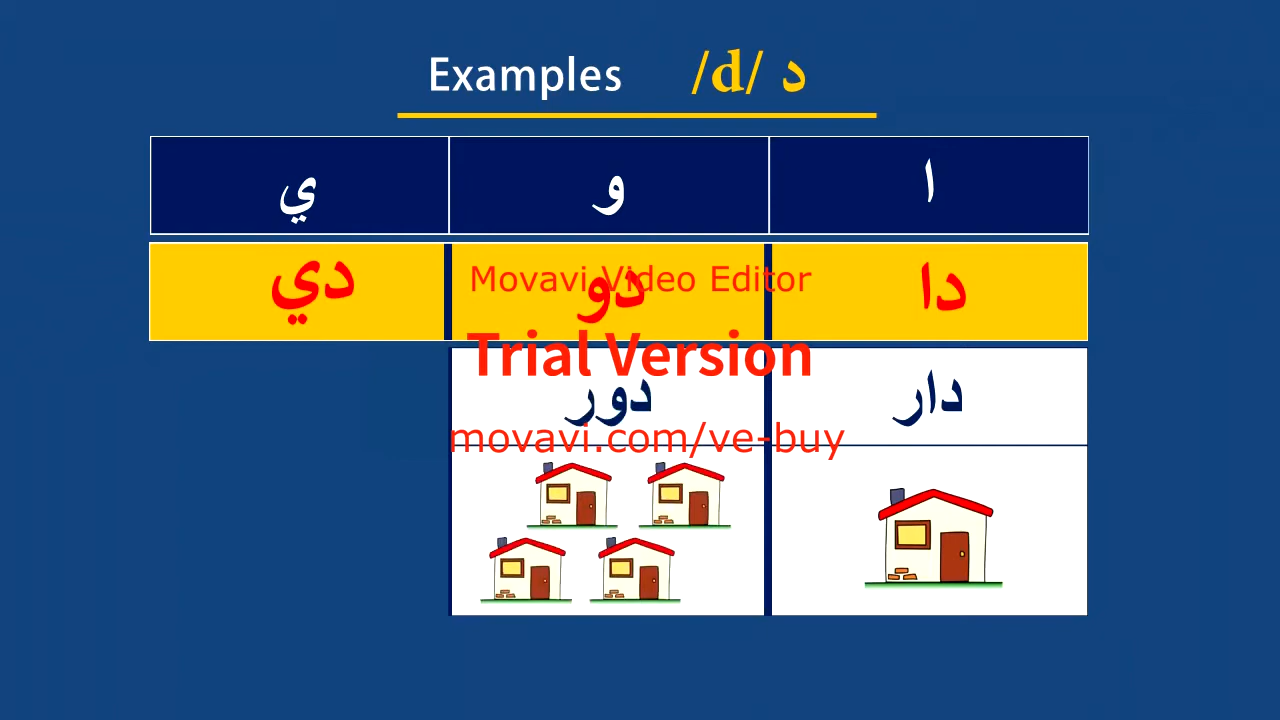 Examples /d/ د
ا و ي
دا دو دي
Movavi Video Editor
Trial Version
دار دور
movavi.com/ve-buy